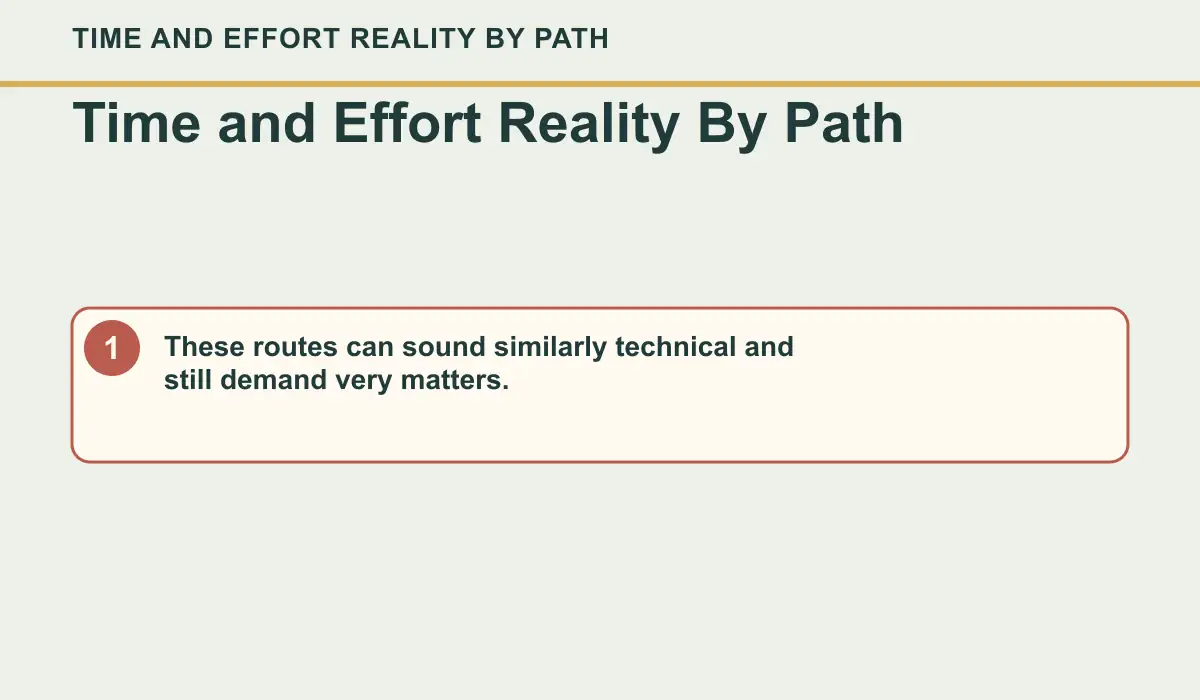 TIME AND EFFORT REALITY BY PATH
Time and Effort Reality By Path
1
These routes can sound similarly technical and
still demand very matters.